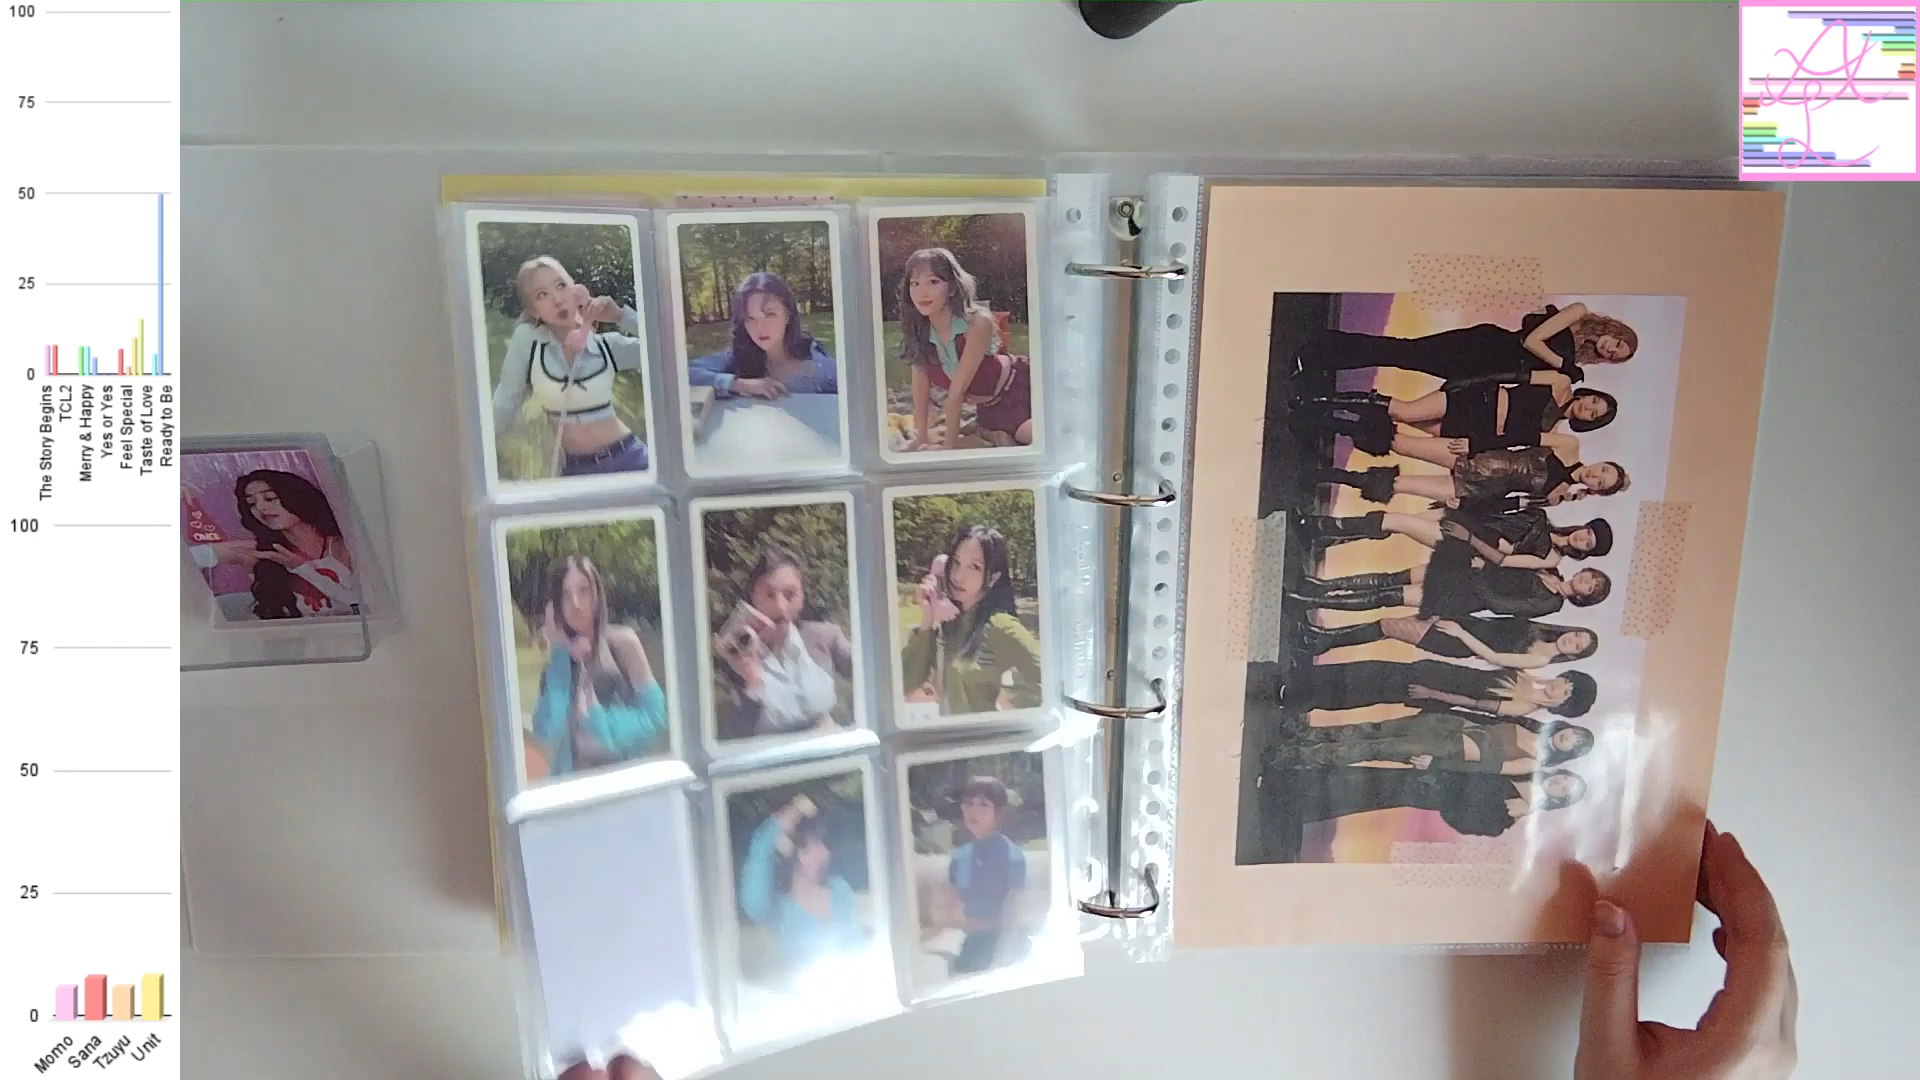 100
75
50
25
0
The Story Begins
TCL2
Merry & Happy
Yes or Yes
Feel Special
Taste of Love
Ready to Be
100
75
50
25
0
Momo
Sana
Tzuyu
Unit
ONCE